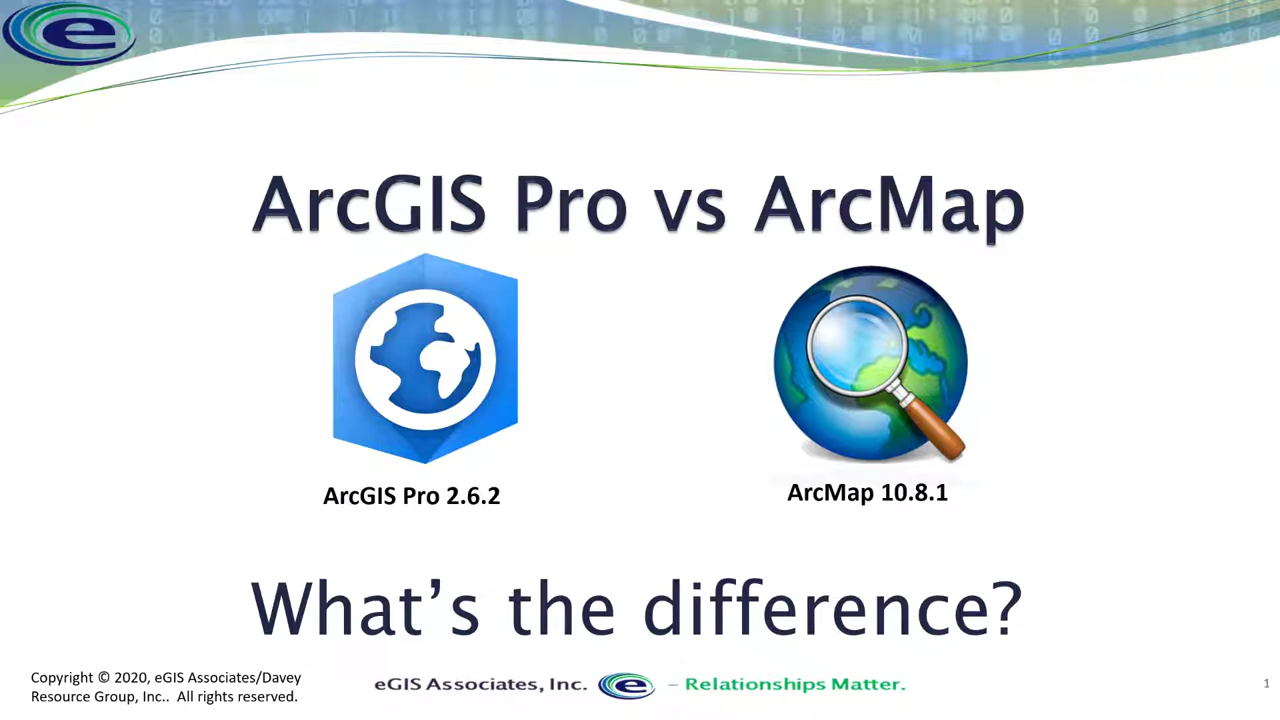 e
ArcGIS Pro vs ArcMap
ArcGIS Pro 2.6.2
ArcMap 10.8.1
What's the difference?
Copyright © 2020, eGIS Associates/Davey
Resource Group, Inc.. All rights reserved.
eGIS Associates, Inc. e – Relationships Matter.
1